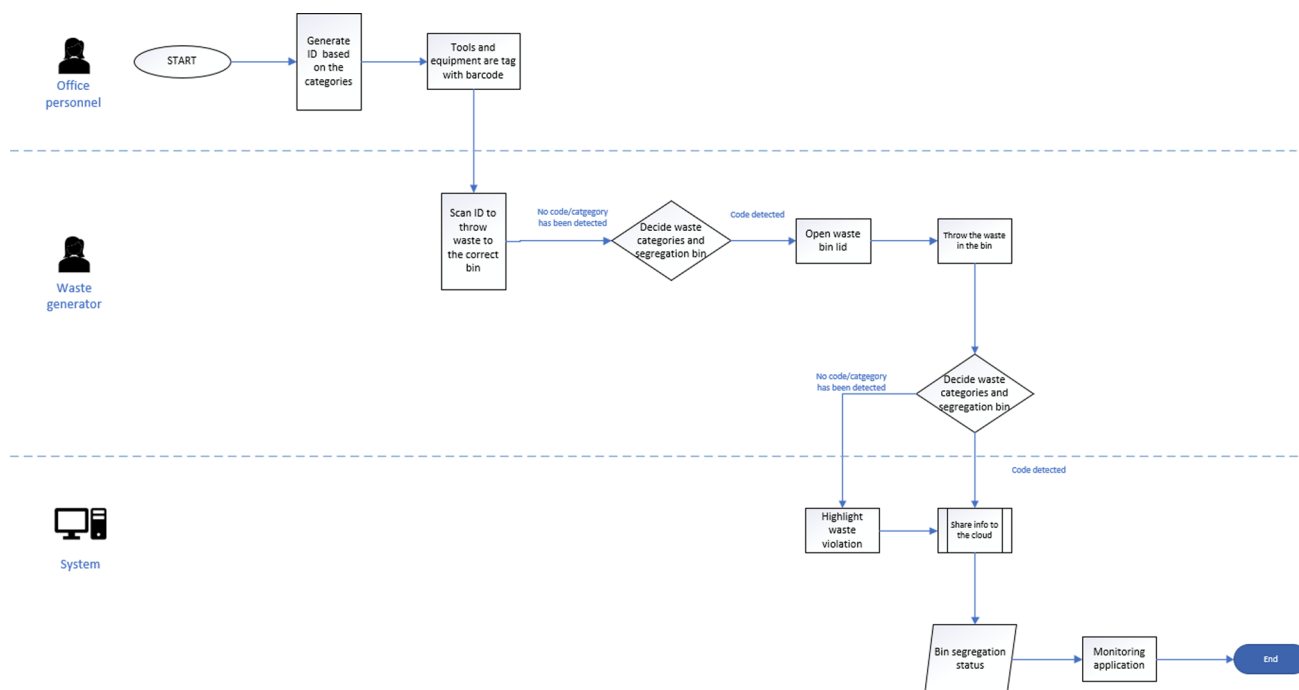 START
Generate
ID based
on the
categories
Tools and
equipment are tag
with barcode
Office
personnel
Scan ID to
throw
waste to
the correct
bin
No code/catgegory
has been detected
Decide waste
categories and
segregation bin
Code detected
Open waste
bin lid
Throw the waste
in the bin
Waste
generator
No code/catgegory
has been detected
Decide waste
categories and
segregation bin
Code detected
Highlight
waste
violation
Share info to
the cloud
System
Bin segregation
status
Monitoring
application
End